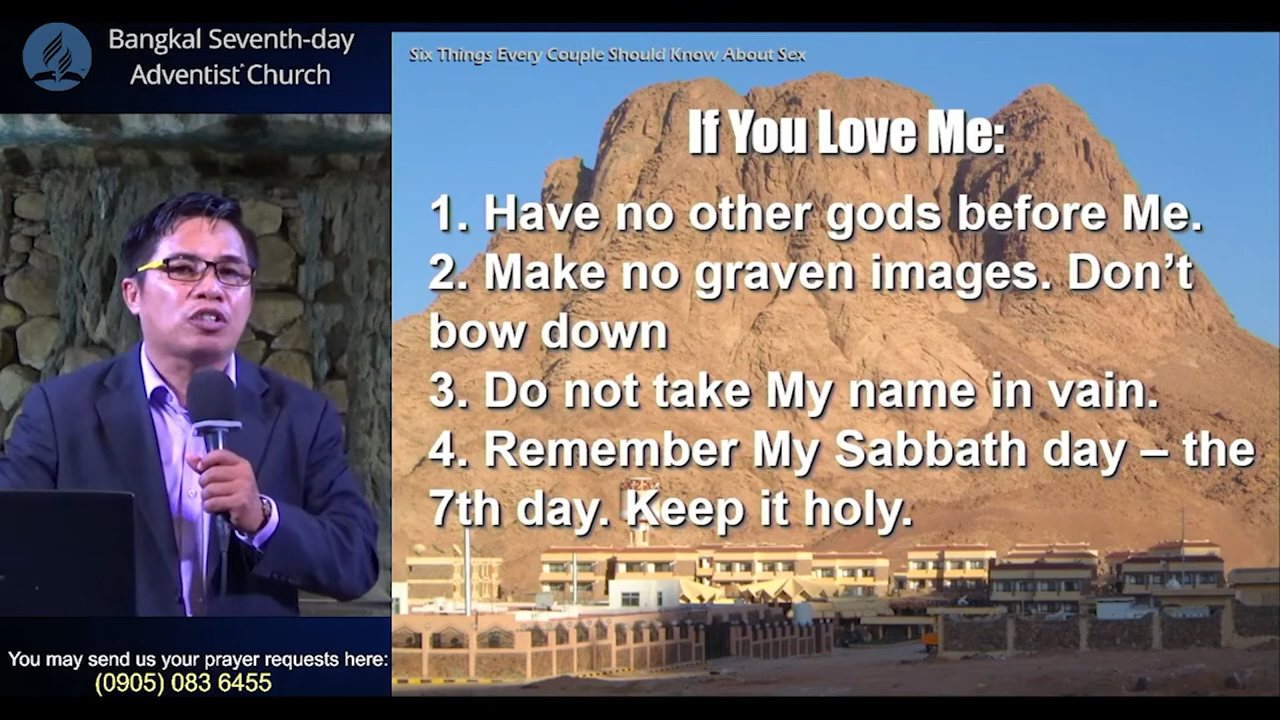 Bangkal Seventh-day
Adventist® Church
Six Things Every Couple Should Know About Sex
If You Love Me:
1. Have no other gods before Me.
2. Make no graven images. Don’t
bow down
3. Do not take My name in vain.
4. Remember My Sabbath day – the
7th day. Keep it holy.
You may send us your prayer requests here:
(0905) 083 6455